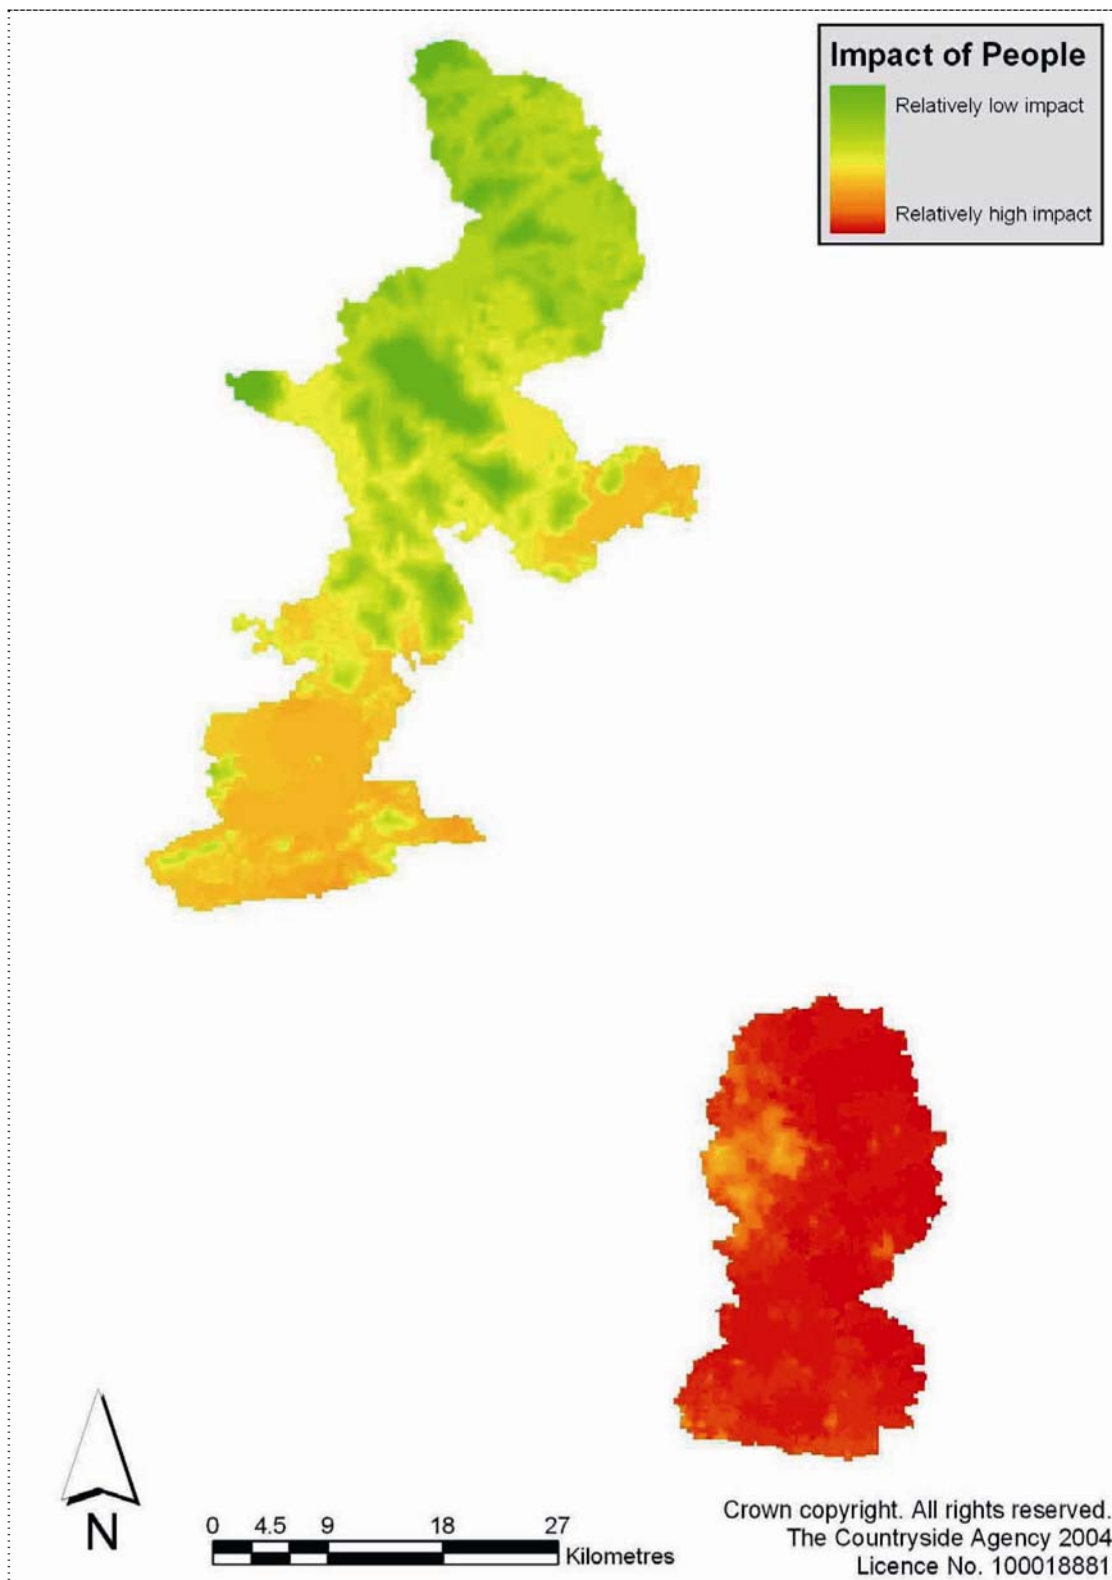 Impact of People
Relatively low impact
Relatively high impact
N
0 4.5 9 18 27
Kilometres
Crown copyright. All rights reserved.
The Countryside Agency 2004
Licence No. 100018881